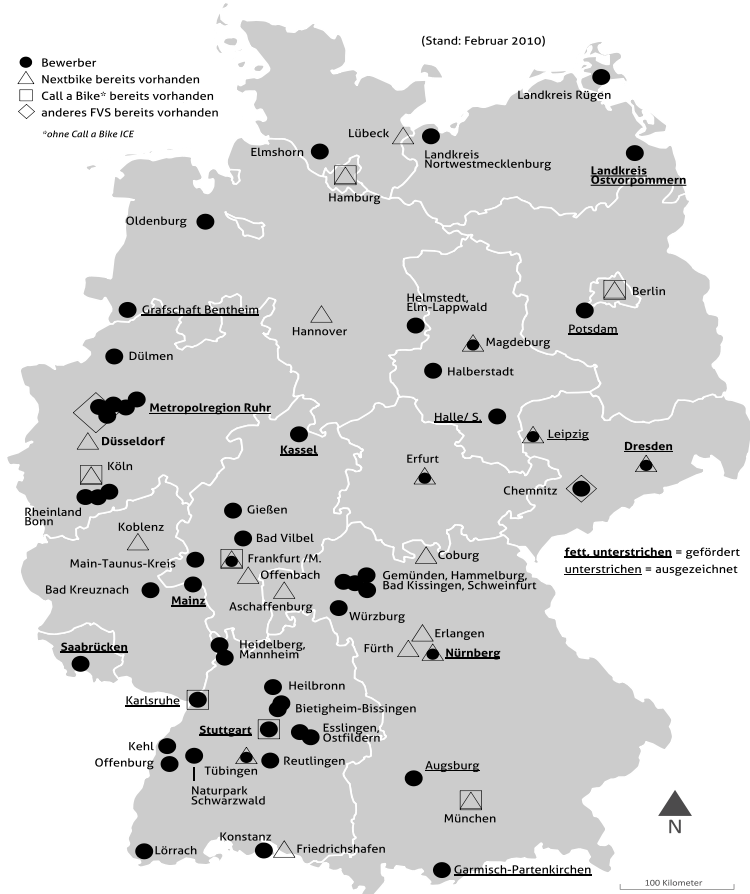 (Stand: Februar 2010)
Bewerber
Nextbike bereits vorhanden
Call a Bike* bereits vorhanden
anderes FVS bereits vorhanden
*ohne Call a Bike ICE
Landkreis Rügen
Lübeck
Elmshorn
Landkreis
Nortwestmecklenburg
Landkreis
Ostvorpommern
Hamburg
Oldenburg
Berlin
Helmstedt,
Elm-Lappwald
Grafschaft Bentheim
Hannover
Potsdam
Magdeburg
Dülmen
Halberstadt
Metropolregion Ruhr
Halle/ S.
Düsseldorf
Leipzig
Kassel
Dresden
Erfurt
Köln
Chemnitz
Rheinland
Bonn
Gießen
Koblenz
Bad Vilbel
Coburg
fett, unterstrichen = gefördert
Main-Taunus-Kreis
Frankfurt /M.
unterstrichen = ausgezeichnet
Offenbach
Gemünden, Hammelburg,
Bad Kissingen, Schweinfurt
Bad Kreuznach
Mainz
Aschaffenburg
Würzburg
Erlangen
Saabrücken
Heidelberg,
Mannheim
Fürth
Nürnberg
Heilbronn
Karlsruhe
Bietigheim-Bissingen
Stuttgart
Esslingen,
Ostfildern
Kehl
Offenburg
Tübingen
Reutlingen
Augsburg
Naturpark
Schwarzwald
München
N
Konstanz
Lörrach
Friedrichshafen
Garmisch-Partenkirchen
100 Kilometer